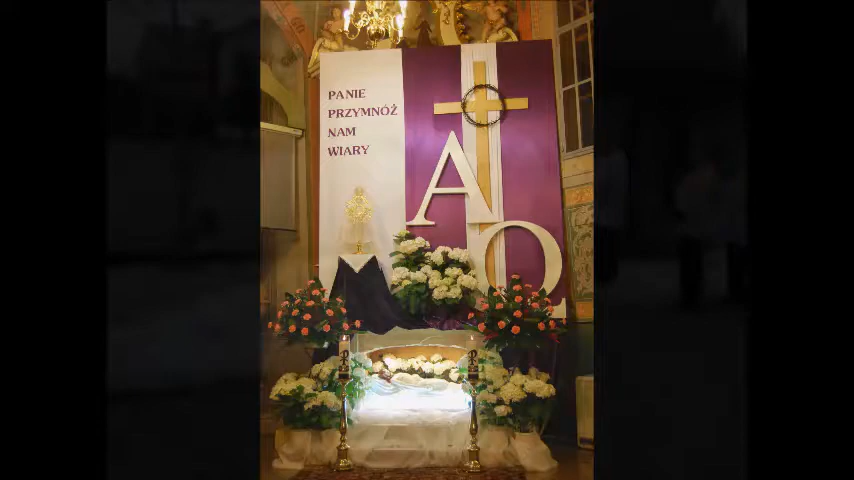 PANIE
PRZYMNÓŻ
NAM
WIARY
A
Ω